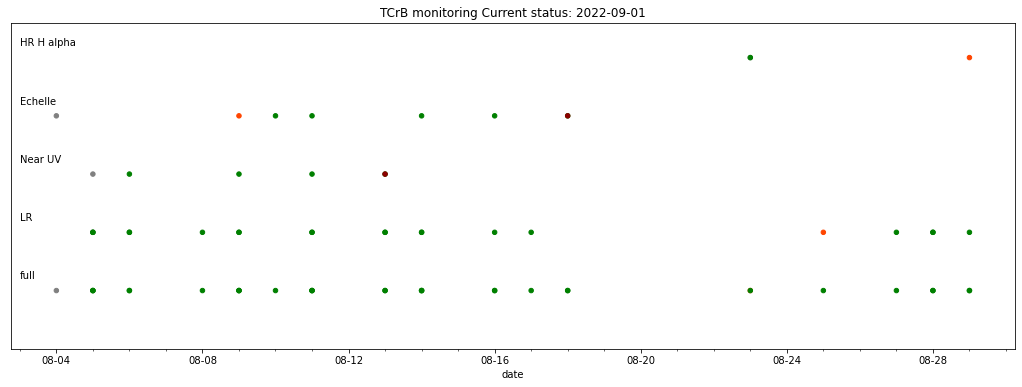 TCrB monitoring Current status: 2022-09-01
HR H alpha
Echelle
Near UV
LR
full
08-04 08-08 08-12 08-16 08-20 08-24 08-28
date